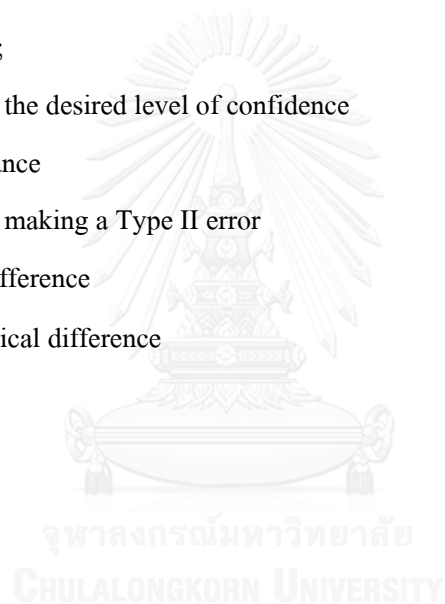 ;
the desired level of confidence
ance
making a Type II error
ifference
ical difference
จุฬาลงกรณ์มหาวิทยาลัย
CHULALONGKORN UNIVERSITY